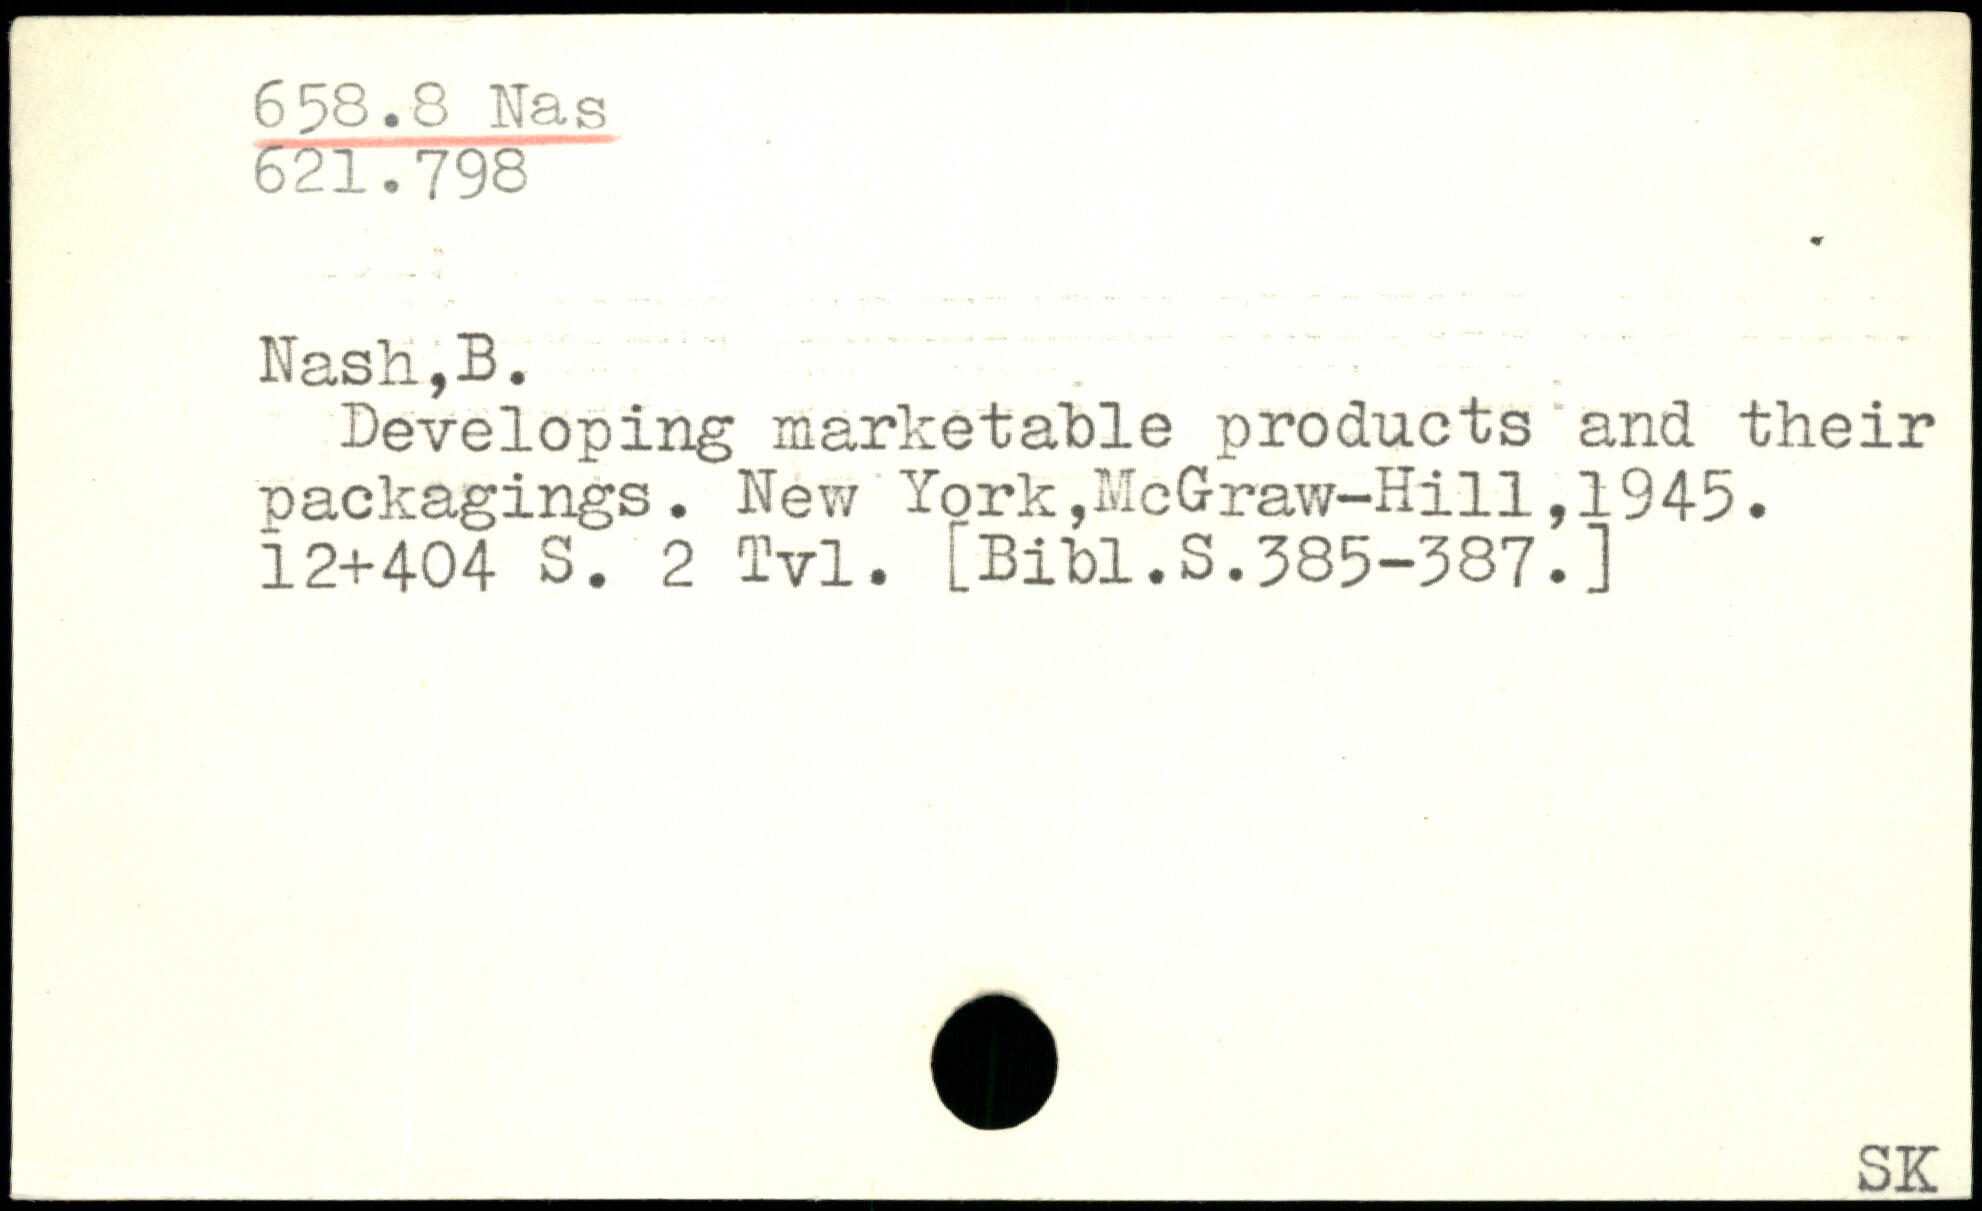 658.8 Nas
621.798
Nash,B.
Developing marketable products and their
packagings. New York,McGraw-Hill,1945.
12+404 S. 2 Tvl. [Bibl.S.385-387.]
SK